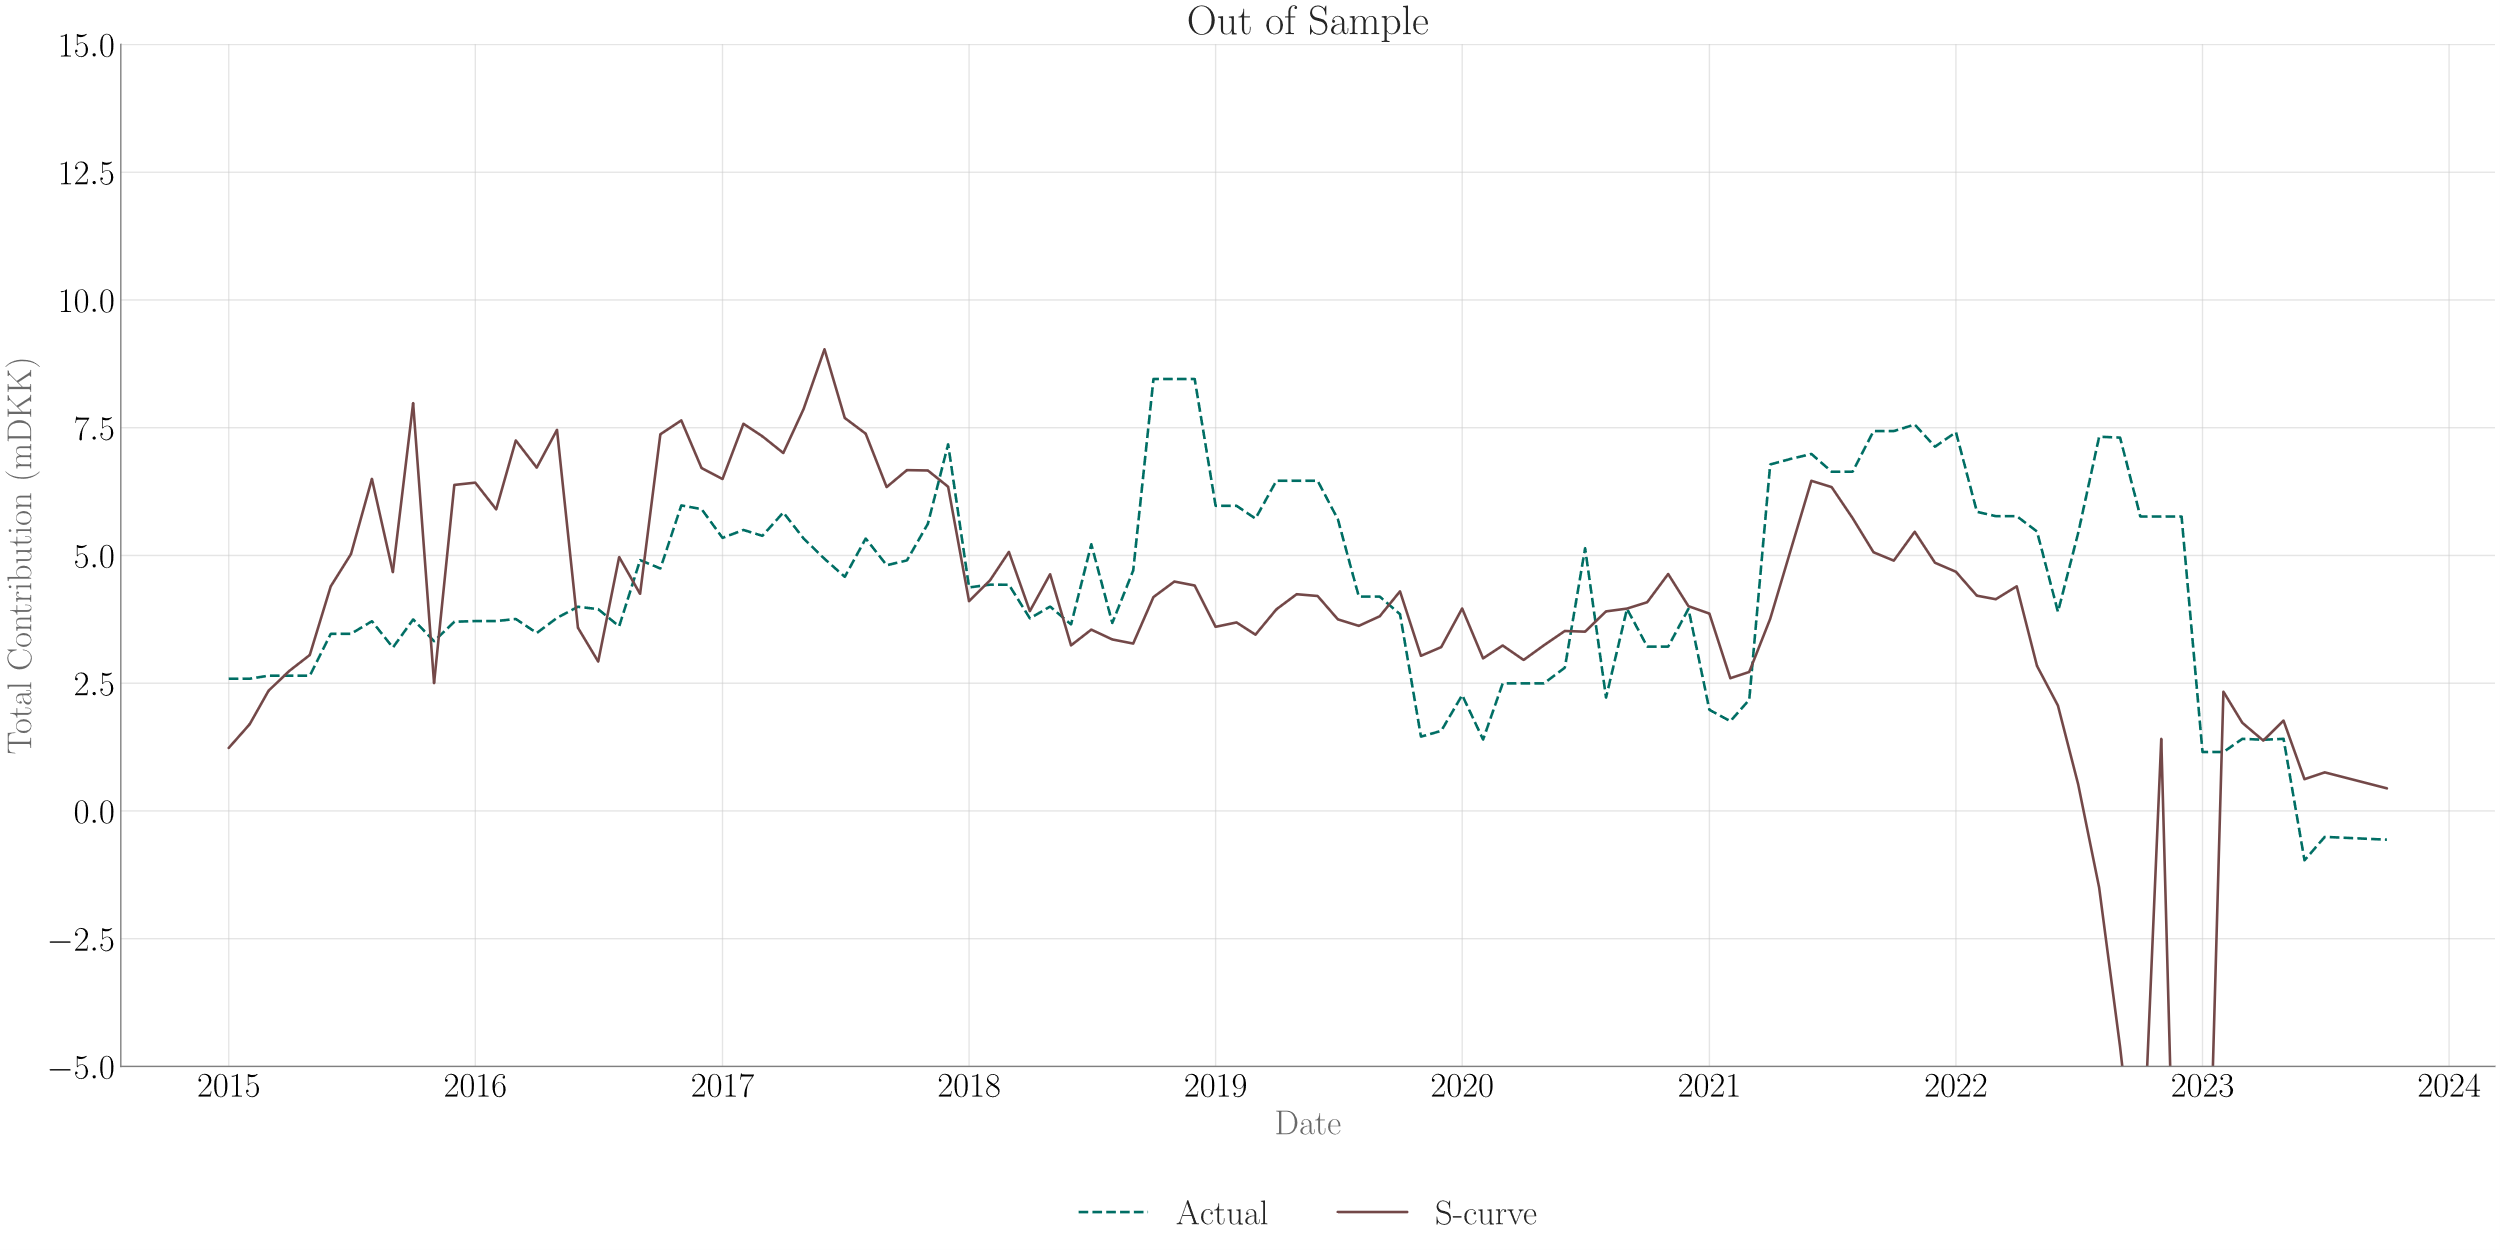 Out of Sample
Total Contribution (mDKK)
15.0
12.5
10.0
7.5
5.0
2.5
0.0
−2.5
−5.0
2015 2016 2017 2018 2019 2020 2021 2022 2023 2024
Date
Actual S-curve